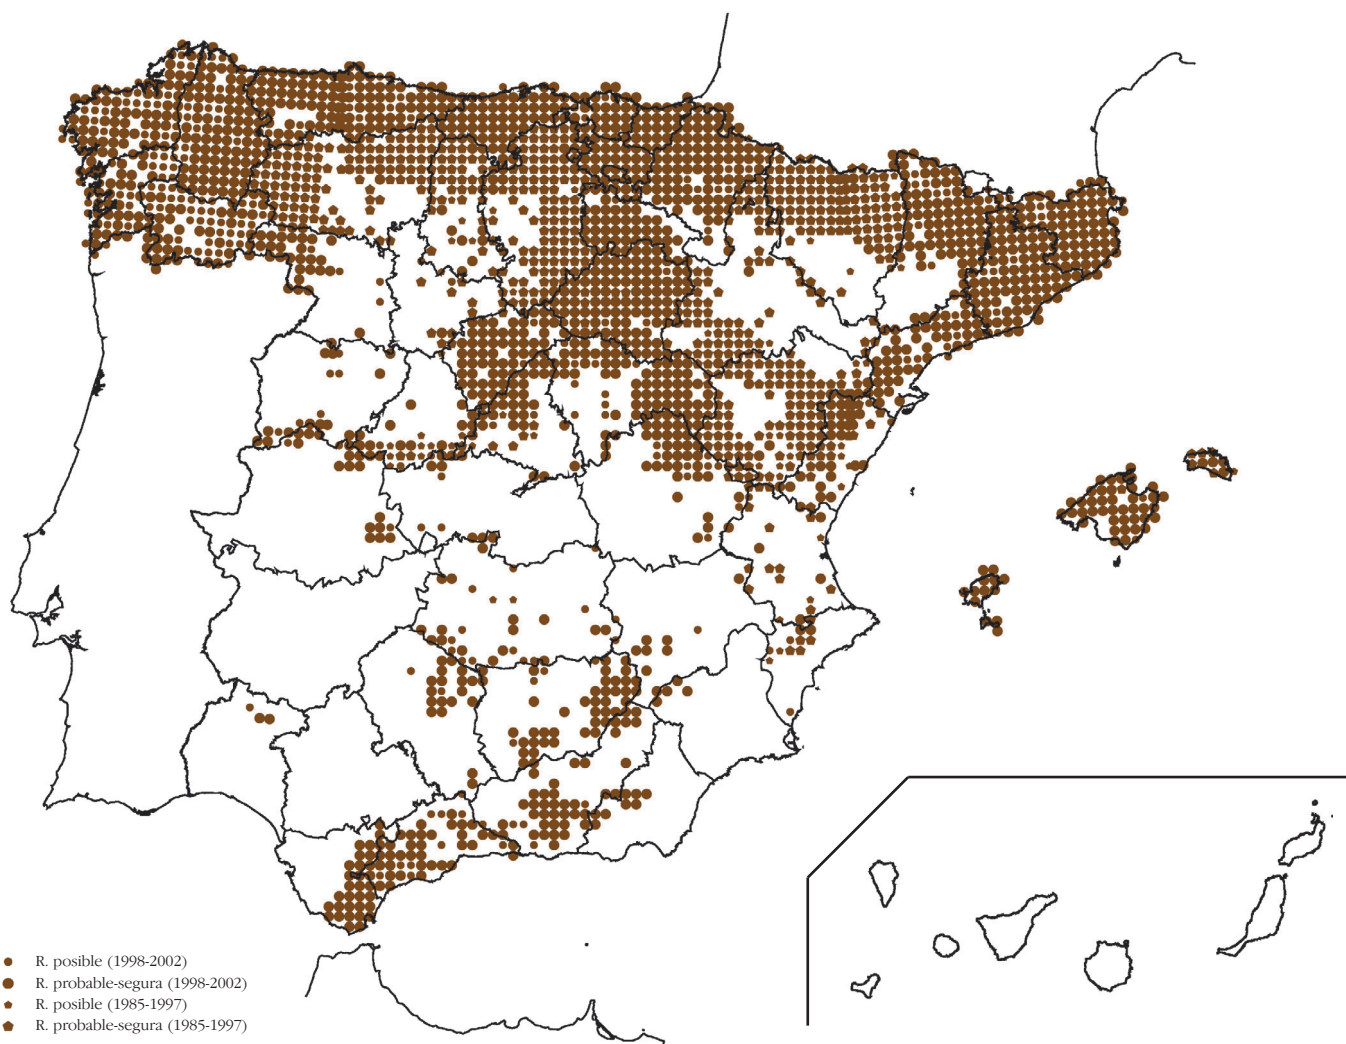 R. posible (1998-2002)
R. probable-segura (1998-2002)
R. posible (1985-1997)
R. probable-segura (1985-1997)